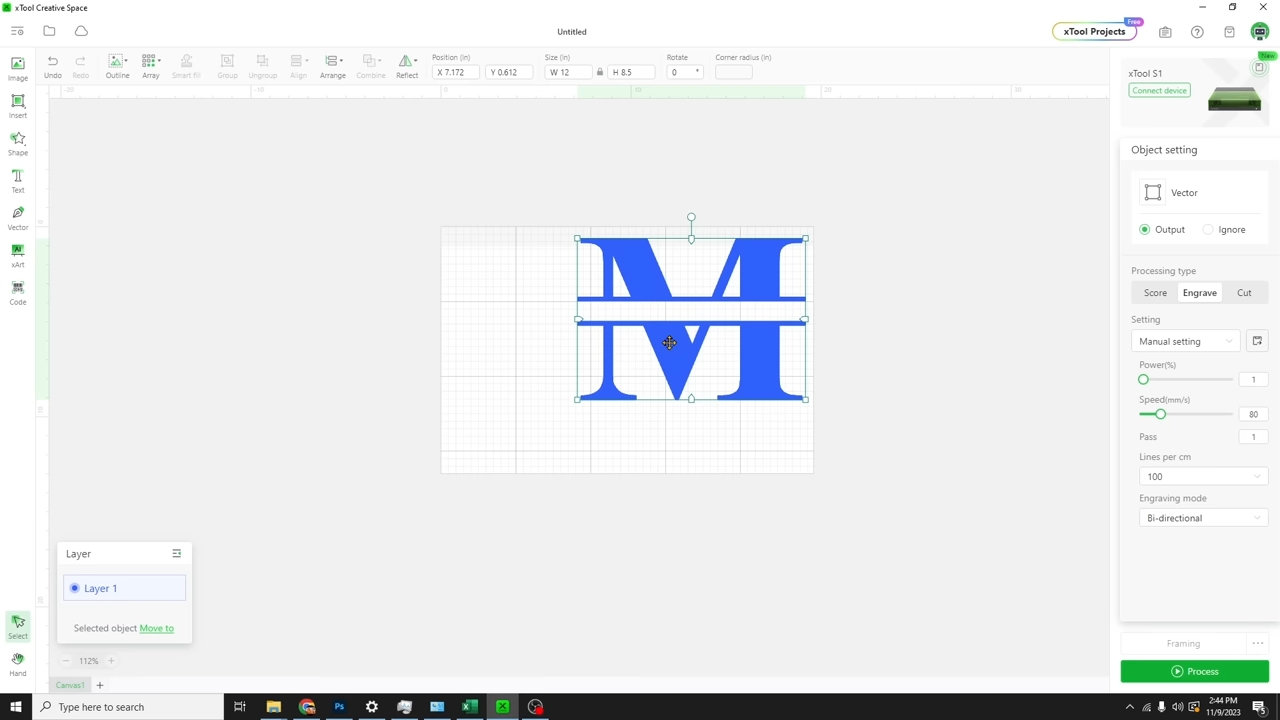 xTool Creative Space
Untitled
xTool Projects
Free
Image
Insert
Shape
Text
Vector
xArt
Code
Select
Hand
Undo
Redo
Outline
Array
Smart fill
Group
Ungroup
Align
Arrange
Combine
Reflect
Position (in)
X 7.172
Y 0.612
Size (in)
W 12
H 8.5
Rotate
0 °
Corner radius (in)
M
New
xTool S1
Connect device
Object setting
Vector
Output
Ignore
Processing type
Score
Engrave
Cut
Setting
Manual setting
Power(%)
1
Speed(mm/s)
80
Pass
1
Lines per cm
100
Engraving mode
Bi-directional
Framing
Process
Layer
Layer 1
Selected object Move to
112%
Canvas1
Type here to search
2:44 PM
11/9/2023